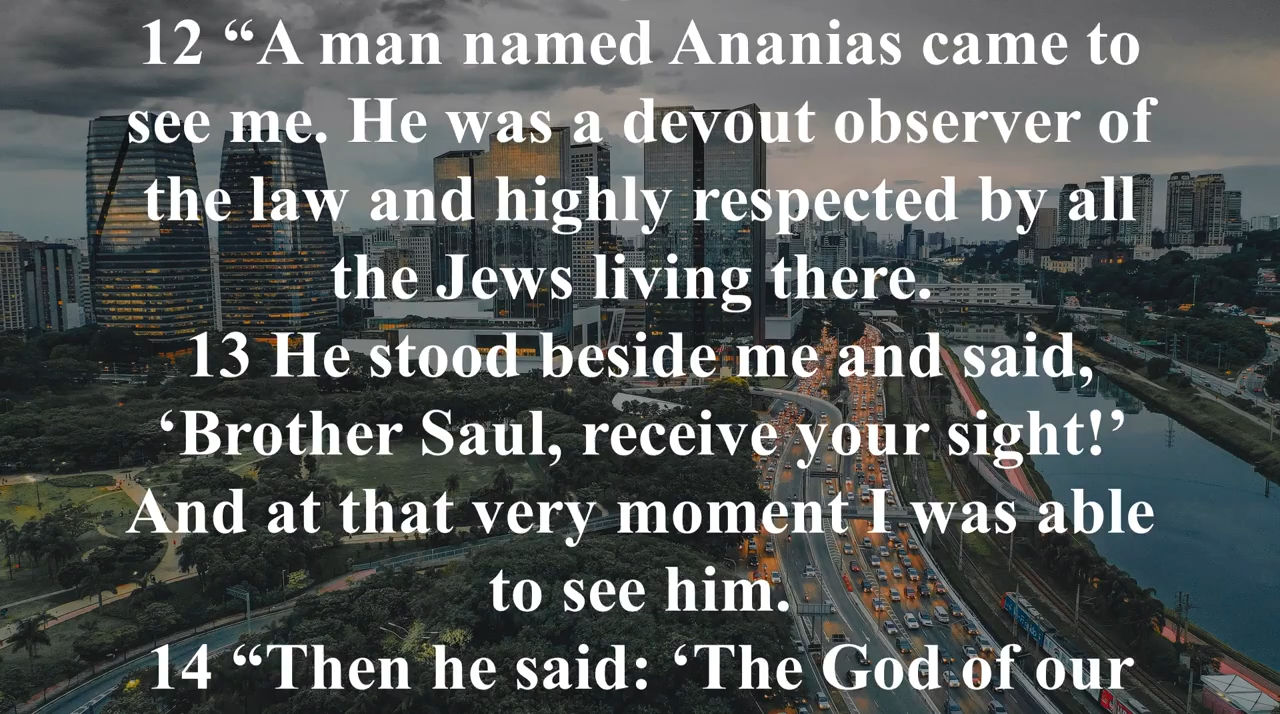 12 “A man named Ananias came to
see me. He was a devout observer of
the law and highly respected by all
the Jews living there.
13 He stood beside me and said,
‘Brother Saul, receive your sight!’
And at that very moment I was able
to see him.
14 “Then he said: ‘The God of our